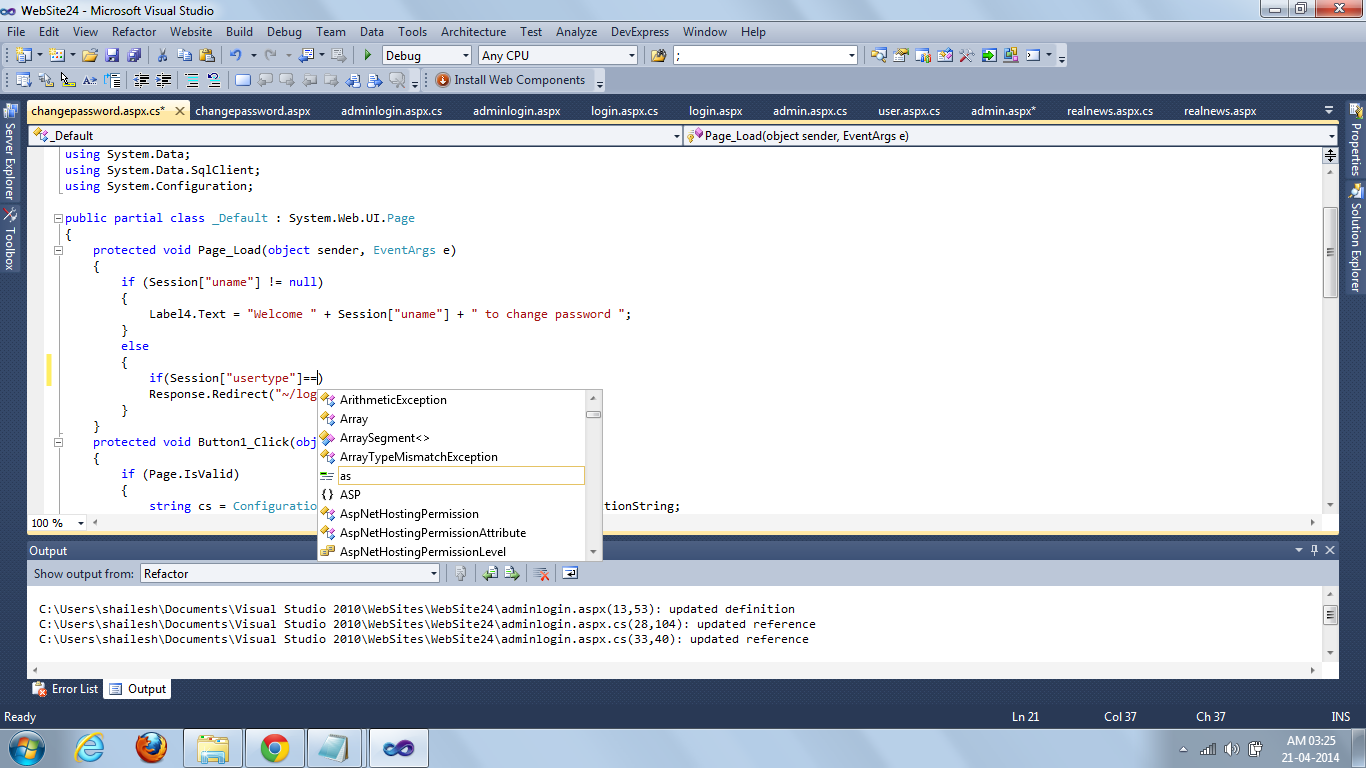 WebSite24 - Microsoft Visual Studio
File Edit View Refactor Website Build Debug Team Data Tools Architecture Test Analyze DevExpress Window Help
Debug Any CPU ;
Install Web Components
changepassword.aspx.cs* changepassword.aspx adminlogin.aspx.cs adminlogin.aspx login.aspx.cs login.aspx admin.aspx.cs user.aspx.cs admin.aspx* realnews.aspx.cs realnews.aspx
_Default Page_Load(object sender, EventArgs e)
Server Explorer
Toolbox
Properties
Solution Explorer
using System.Data;
using System.Data.SqlClient;
using System.Configuration;
public partial class _Default : System.Web.UI.Page
{
protected void Page_Load(object sender, EventArgs e)
{
if (Session["uname"] != null)
{
Label4.Text = "Welcome " + Session["uname"] + " to change password ";
}
else
{
if(Session["usertype"]==)
Response.Redirect("~/log
}
}
protected void Button1_Click(obj
{
if (Page.IsValid)
{
string cs = Configuratio tionString;
ArithmeticException
Array
ArraySegment<>
ArrayTypeMismatchException
as
{} ASP
AspNetHostingPermission
AspNetHostingPermissionAttribute
AspNetHostingPermissionLevel
100 %
Output
Show output from: Refactor
C:\Users\shailesh\Documents\Visual Studio 2010\WebSites\WebSite24\adminlogin.aspx(13,53): updated definition
C:\Users\shailesh\Documents\Visual Studio 2010\WebSites\WebSite24\adminlogin.aspx.cs(28,104): updated reference
C:\Users\shailesh\Documents\Visual Studio 2010\WebSites\WebSite24\adminlogin.aspx.cs(33,40): updated reference
Error List Output
Ready Ln 21 Col 37 Ch 37 INS
AM 03:25
21-04-2014